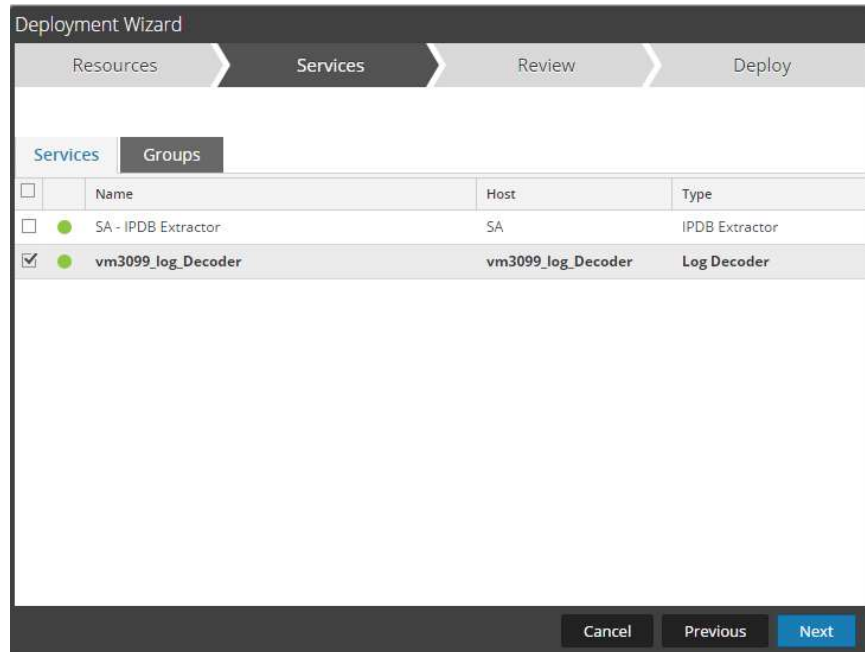 Deployment Wizard
Resources Services Review Deploy
Services Groups
Name Host Type
SA - IPDB Extractor SA IPDB Extractor
vm3099_log_Decoder vm3099_log_Decoder Log Decoder
Cancel Previous Next